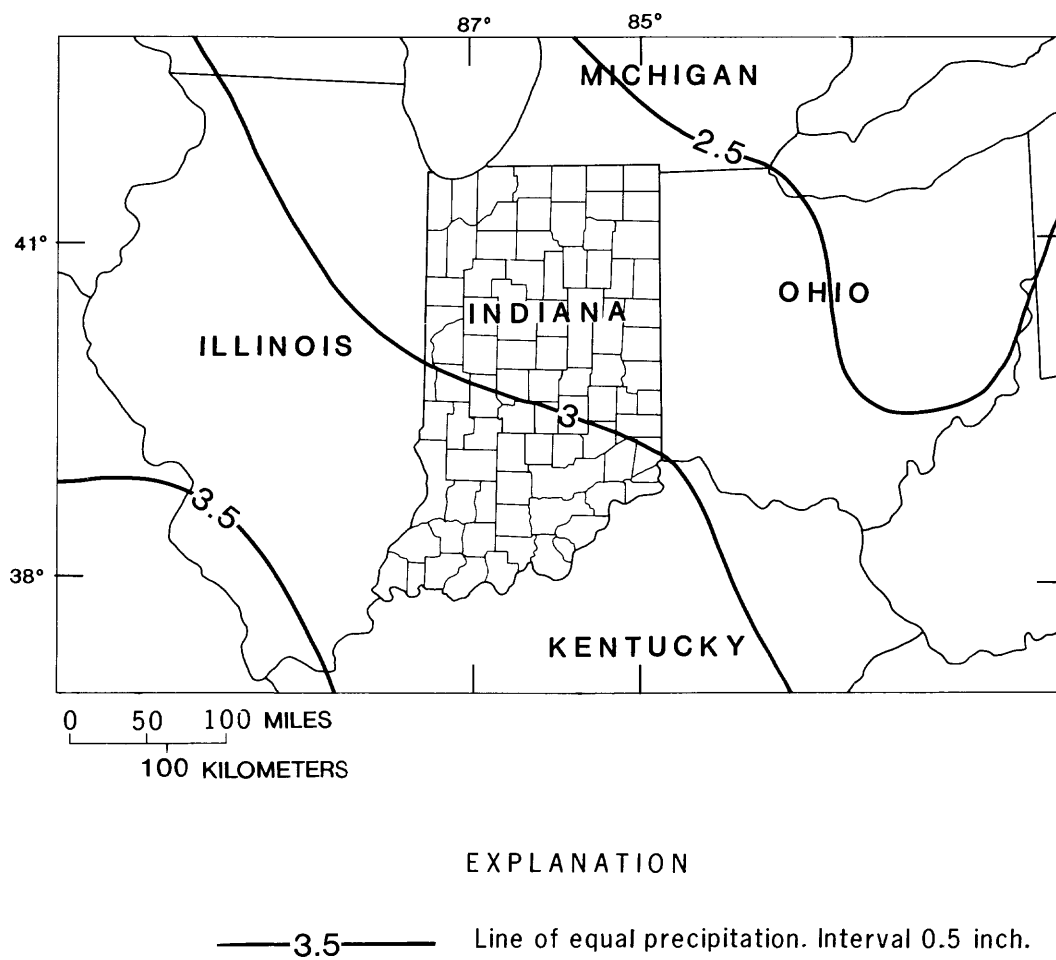 87° 85°
MICHIGAN
2.5
41°
OHIO
INDIANA
ILLINOIS
3
3.5
38°
KENTUCKY
0 50 100 MILES
100 KILOMETERS
EXPLANATION
3.5 Line of equal precipitation. Interval 0.5 inch.